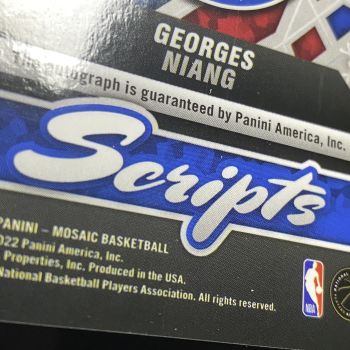 GEORGES
NIANG
The autograph is guaranteed by Panini America, Inc.
Scripts
PANINI – MOSAIC BASKETBALL
Panini America, Inc.
Properties, Inc. Produced in the USA.
National Basketball Players Association. All rights reserved.
NBA